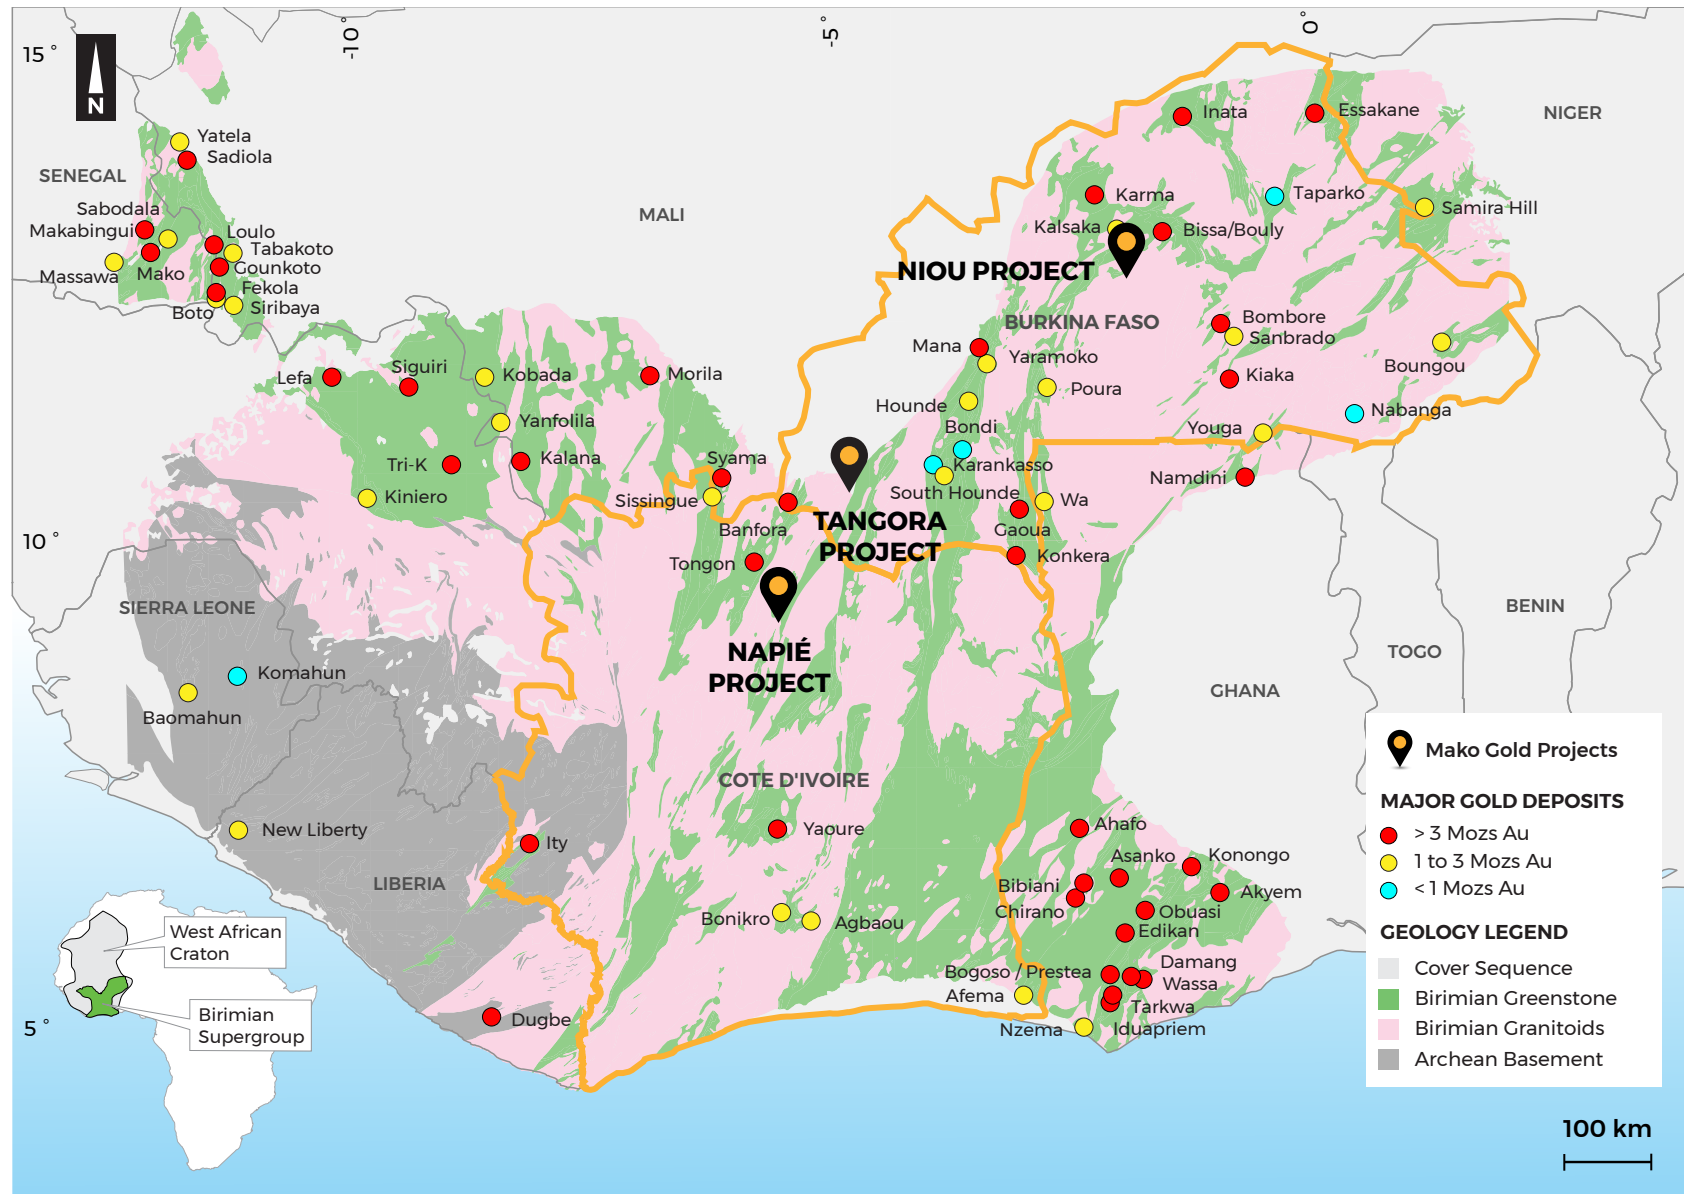 -10 °
-5 °
0 °
15 °
10 °
5 °
N
SENEGAL
MALI
NIGER
BURKINA FASO
SIERRA LEONE
LIBERIA
COTE D'IVOIRE
GHANA
TOGO
BENIN
Yatela
Sadiola
Sabodala
Makabingui
Massawa
Mako
Loulo
Tabakoto
Gounkoto
Fekola
Boto
Siribaya
Lefa
Siguiri
Kobada
Morila
Yanfolila
Tri-K
Kalana
Kiniero
Syama
Sissingue
Banfora
Tongon
Inata
Essakane
Karma
Taparko
Samira Hill
Kalsaka
Bissa/Bouly
NIOU PROJECT
Bombore
Sanbrado
Mana
Yaramoko
Boungou
Kiaka
Poura
Hounde
Nabanga
Bondi
Youga
Karankasso
Namdini
South Hounde
Wa
Gaoua
Konkera
TANGORA
PROJECT
NAPIÉ
PROJECT
Komahun
Baomahun
New Liberty
Ity
Dugbe
Yaoure
Bonikro
Agbaou
Ahafo
Asanko
Konongo
Bibiani
Akyem
Chirano
Obuasi
Edikan
Bogoso / Prestea
Damang
Wassa
Afema
Tarkwa
Nzema
Iduapriem
West African
Craton
Birimian
Supergroup
Mako Gold Projects
MAJOR GOLD DEPOSITS
> 3 Mozs Au
1 to 3 Mozs Au
< 1 Mozs Au
GEOLOGY LEGEND
Cover Sequence
Birimian Greenstone
Birimian Granitoids
Archean Basement
100 km